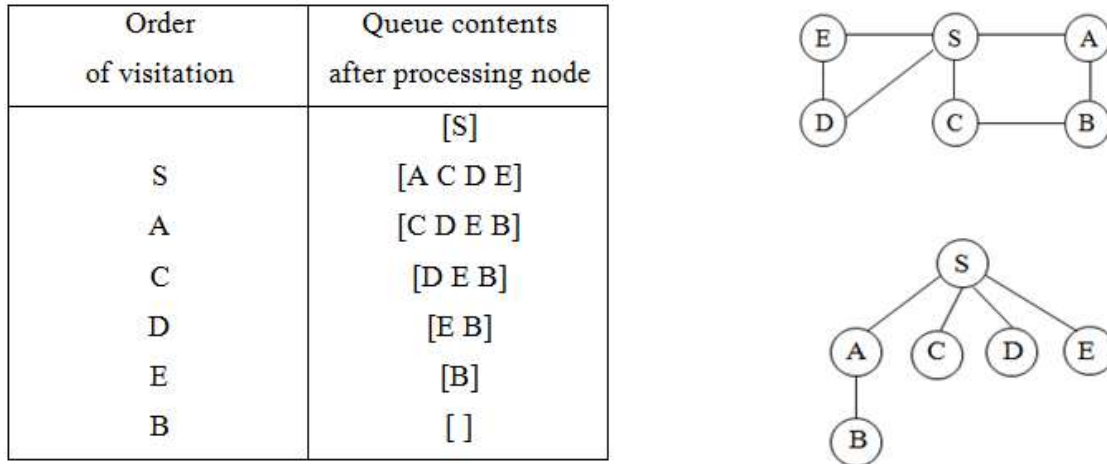 Order of visitation Queue contents after processing node
[S]
S [A C D E]
A [C D E B]
C [D E B]
D [E B]
E [B]
B [ ]
E S A
D C B
S
A C D E
B